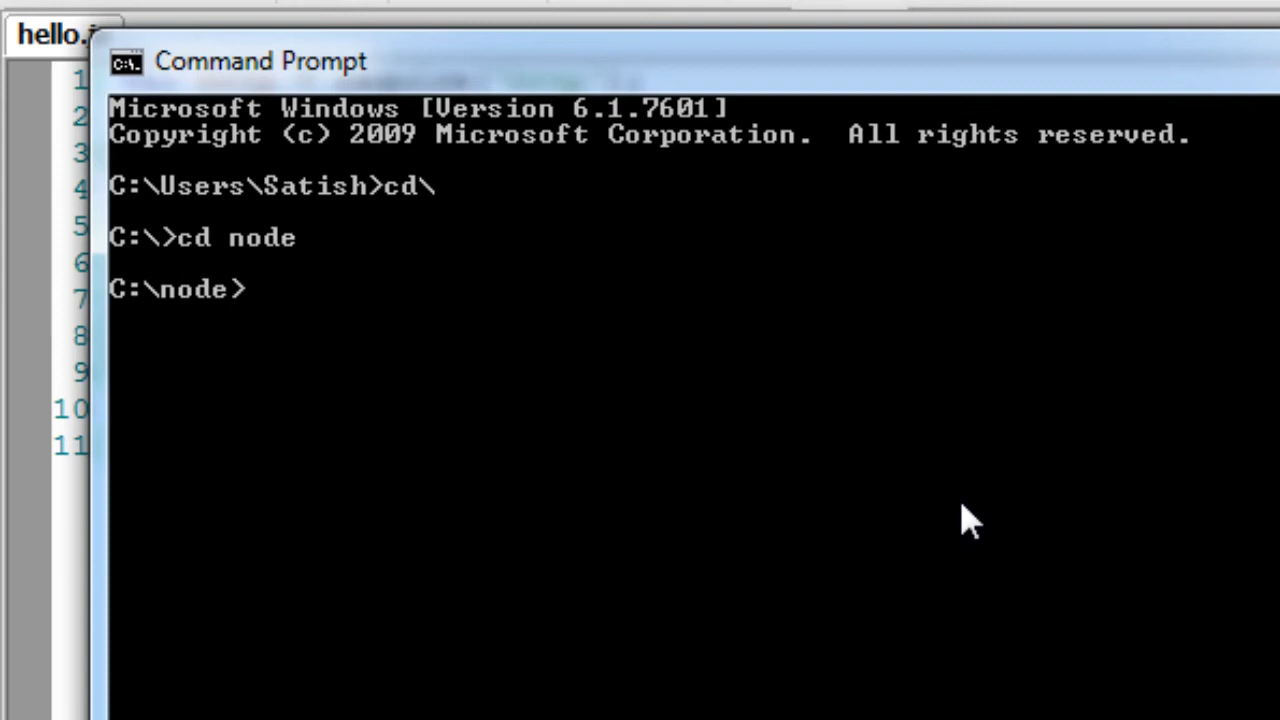 hello.j
Command Prompt
Microsoft Windows [Version 6.1.7601]
Copyright (c) 2009 Microsoft Corporation.  All rights reserved.
C:\Users\Satish>cd\
C:\>cd node
C:\node>
1
2
3
4
5
6
7
8
9
10
11